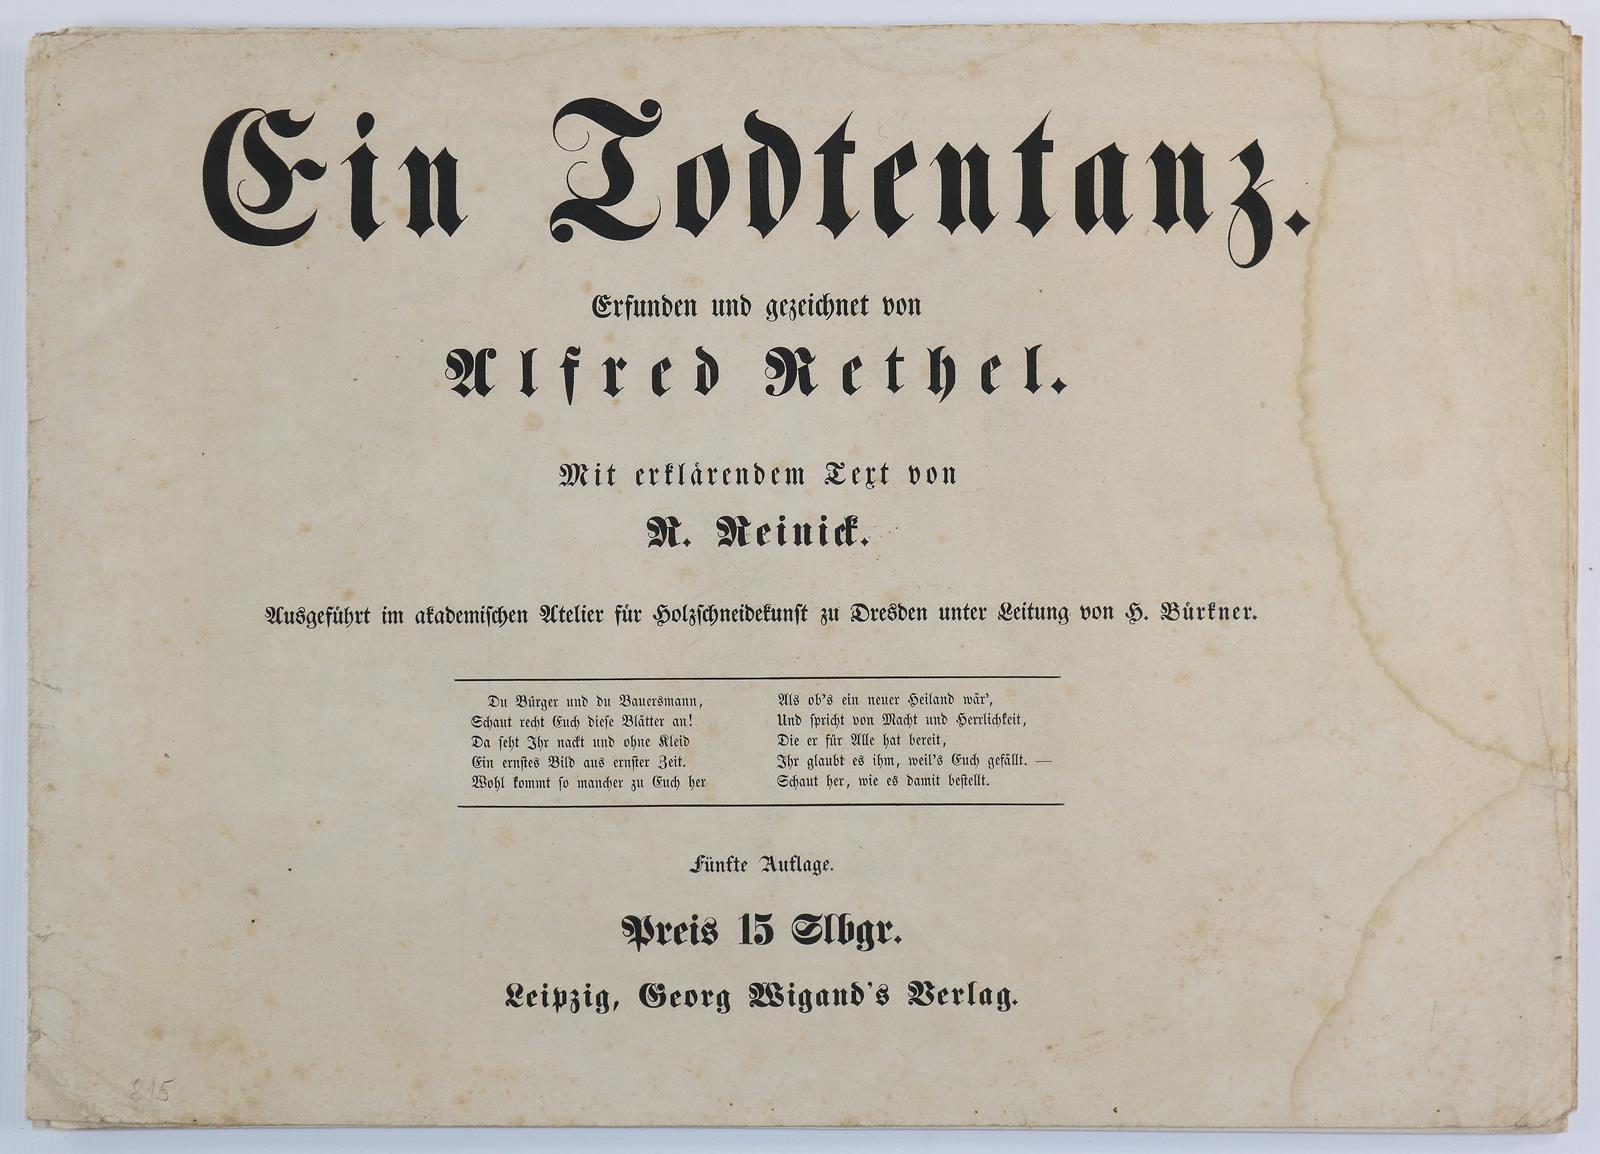 Ein Todtentanz.
Erfunden und gezeichnet von
Alfred Rethel.
Mit erklärendem Text von
R. Reinick.
Ausgeführt im akademischen Atelier für Holzschneidekunst zu Dresden unter Leitung von H. Bürkner.
Du Bürger und du Bauersmann,
Schaut recht Euch diese Blätter an!
Da seht Ihr nackt und ohne Kleid
Ein ernstes Bild aus ernster Zeit.
Wohl kommt so mancher zu Euch her
Als ob's ein neuer Heiland wär',
Und spricht von Macht und Herrlichkeit,
Die er für Alle hat bereit,
Ihr glaubt es ihm, weil's Euch gefällt. —
Schaut her, wie es damit bestellt.
Fünfte Auflage.
Preis 15 Slbgr.
Leipzig, Georg Wigand's Verlag.
215